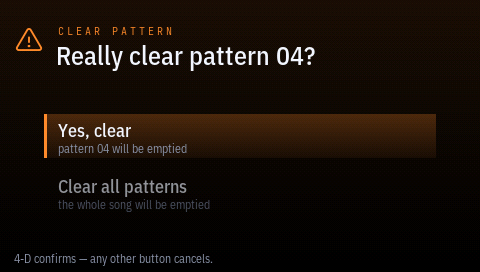 CLEAR PATTERN
Really clear pattern 04?
Yes, clear
pattern 04 will be emptied
Clear all patterns
the whole song will be emptied
4-D confirms — any other button cancels.